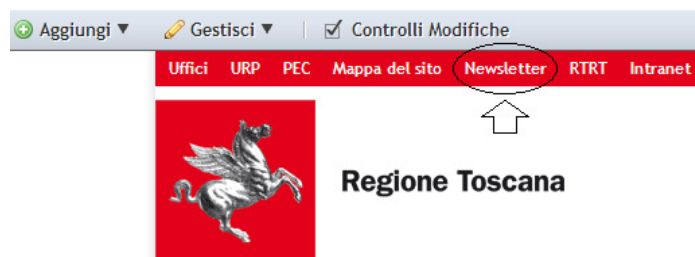 Aggiungi Gestisci Controlli Modifiche
Uffici URP PEC Mappa del sito Newsletter RTRT Intranet
Regione Toscana